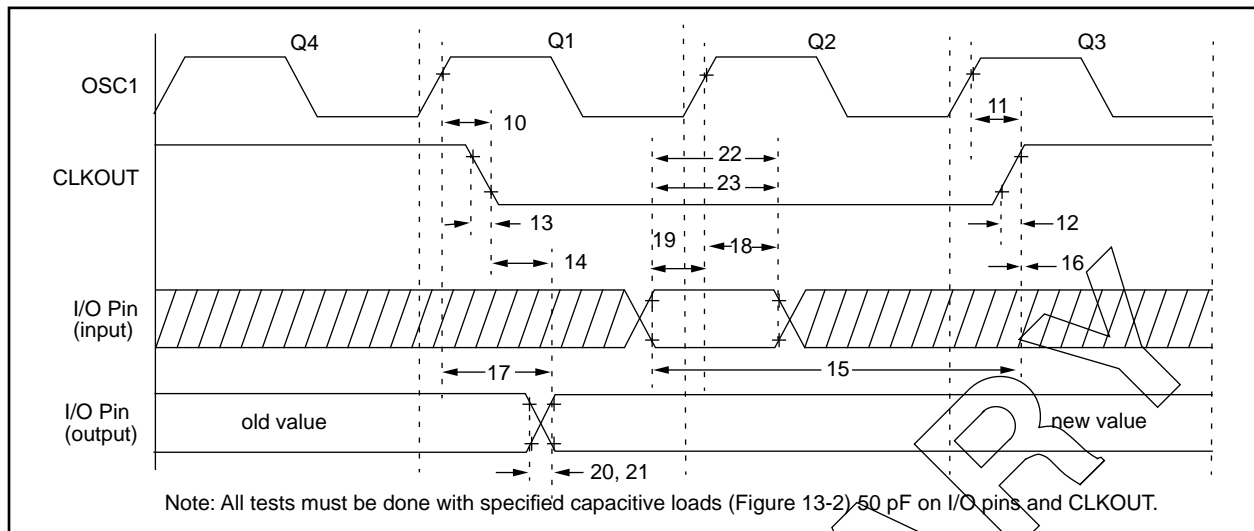 Q4
Q1
Q2
Q3
OSC1
10
11
22
CLKOUT
23
13
12
19
18
14
16
I/O Pin
(input)
17
15
I/O Pin
(output)
old value
new value
20, 21
Note: All tests must be done with specified capacitive loads (Figure 13-2) 50 pF on I/O pins and CLKOUT.
RY